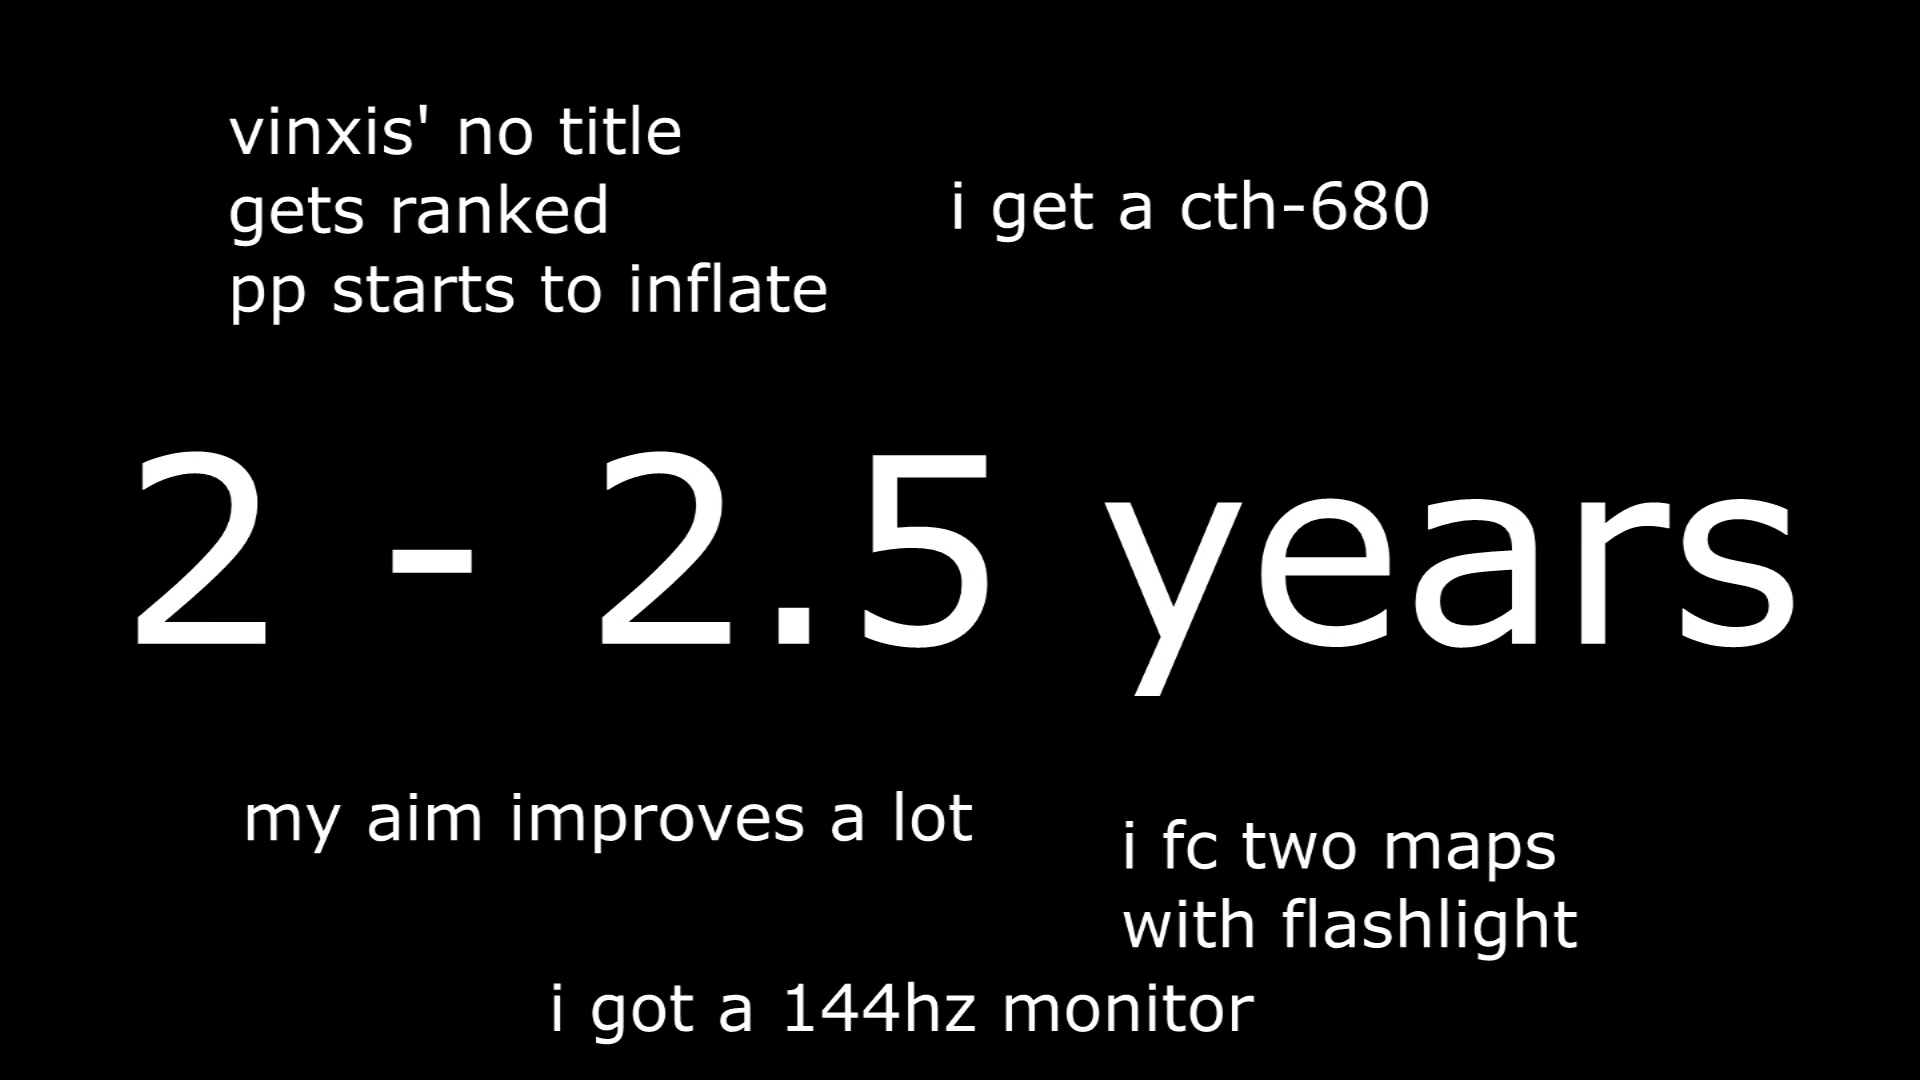 vinxis' no title
gets ranked
pp starts to inflate
i get a cth-680
2 - 2.5 years
my aim improves a lot
i fc two maps
with flashlight
i got a 144hz monitor